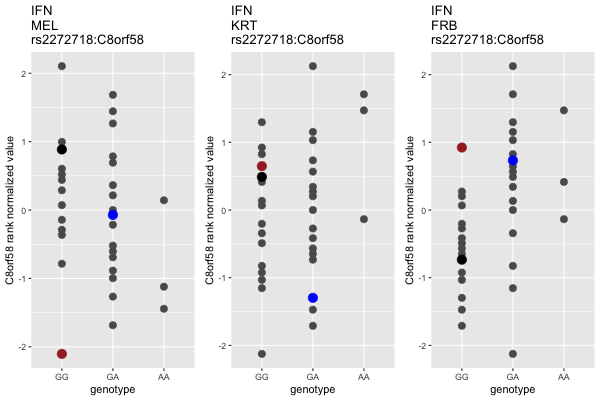 IFN
MEL
rs2272718:C8orf58
C8orf58 rank normalized value
2
1
0
-1
-2
GG
GA
AA
genotype
IFN
KRT
rs2272718:C8orf58
C8orf58 rank normalized value
2
1
0
-1
-2
GG
GA
AA
genotype
IFN
FRB
rs2272718:C8orf58
C8orf58 rank normalized value
2
1
0
-1
-2
GG
GA
AA
genotype